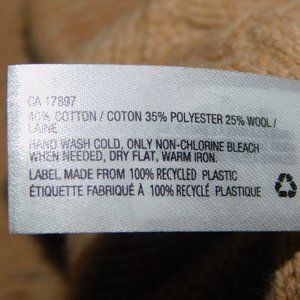 CA 17897
40% COTTON / COTON 35% POLYESTER 25% WOOL /
LAINE
HAND WASH COLD, ONLY NON-CHLORINE BLEACH
WHEN NEEDED, DRY FLAT, WARM IRON.
LABEL MADE FROM 100% RECYCLED PLASTIC
ÉTIQUETTE FABRIQUÉ À 100% RECYCLÉ PLASTIQUE